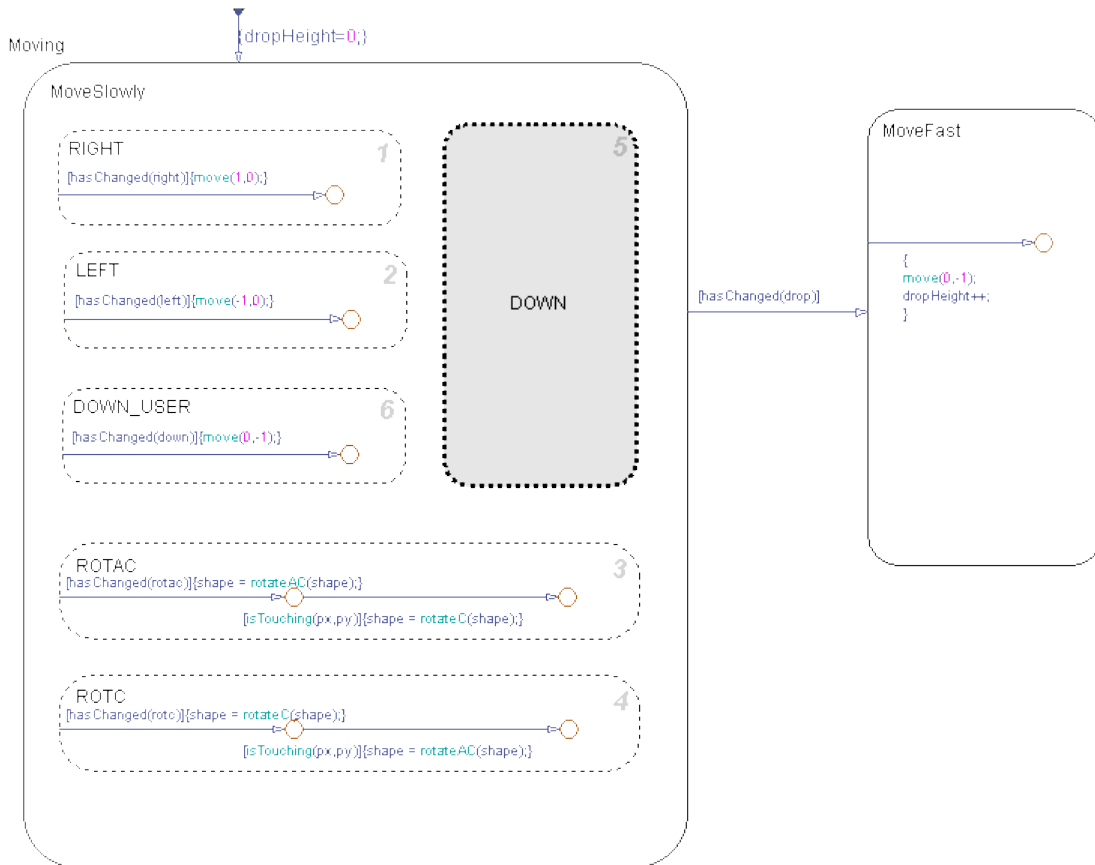 {dropHeight=0;}
Moving
MoveSlowly
RIGHT
1
[hasChanged(right)]{move(1,0);}
LEFT
2
[hasChanged(left)]{move(-1,0);}
DOWN_USER
6
[hasChanged(down)]{move(0,-1);}
5
DOWN
ROTAC
3
[hasChanged(rotac)]{shape = rotateAC(shape);}
[isTouching(px,py)]{shape = rotateC(shape);}
ROTC
4
[hasChanged(rotc)]{shape = rotateC(shape);}
[isTouching(px,py)]{shape = rotateAC(shape);}
[hasChanged(drop)]
MoveFast
{
move(0,-1);
dropHeight++;
}